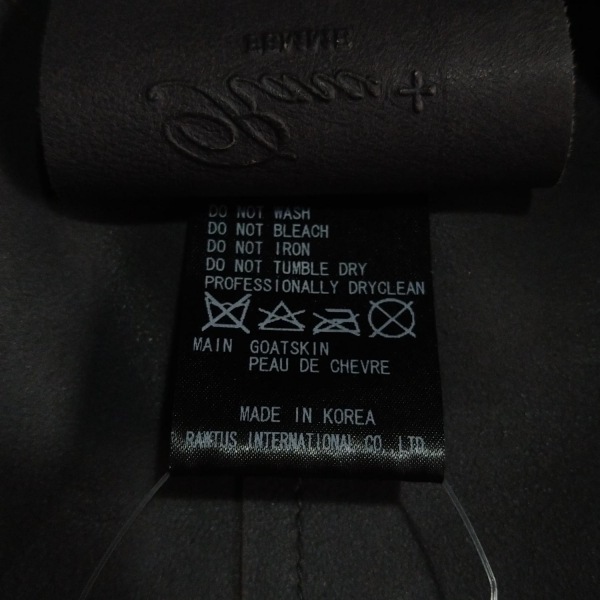 DO NOT WASH
DO NOT BLEACH
DO NOT IRON
DO NOT TUMBLE DRY
PROFESSIONALLY DRYCLEAN
MAIN GOATSKIN
PEAU DE CHEVRE
MADE IN KOREA
RAWTUS INTERNATIONAL CO., LTD.